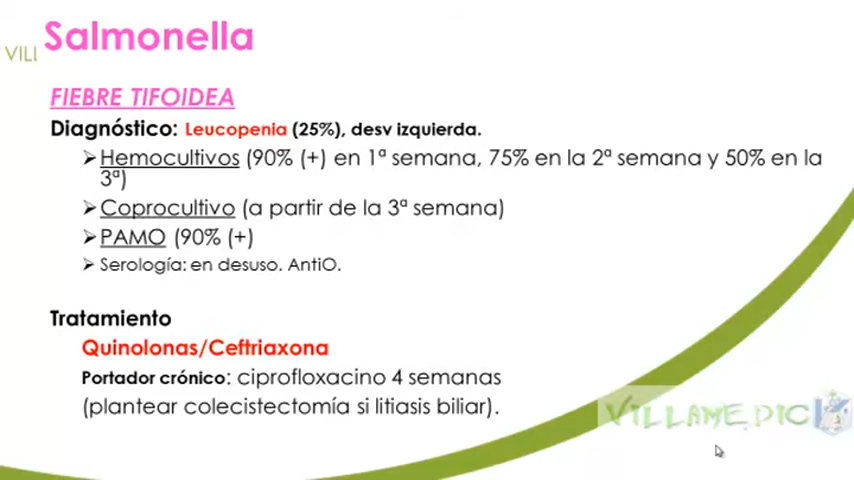 Salmonella
VILL
FIEBRE TIFOIDEA
Diagnóstico: Leucopenia (25%), desv izquierda.
➢Hemocultivos (90% (+) en 1ª semana, 75% en la 2ª semana y 50% en la
3ª)
➢Coprocultivo (a partir de la 3ª semana)
➢PAMO (90% (+)
➢Serología: en desuso. AntiO.
Tratamiento
Quinolonas/Ceftriaxona
Portador crónico: ciprofloxacino 4 semanas
(plantear colecistectomía si litiasis biliar).
VILLAMEDIC